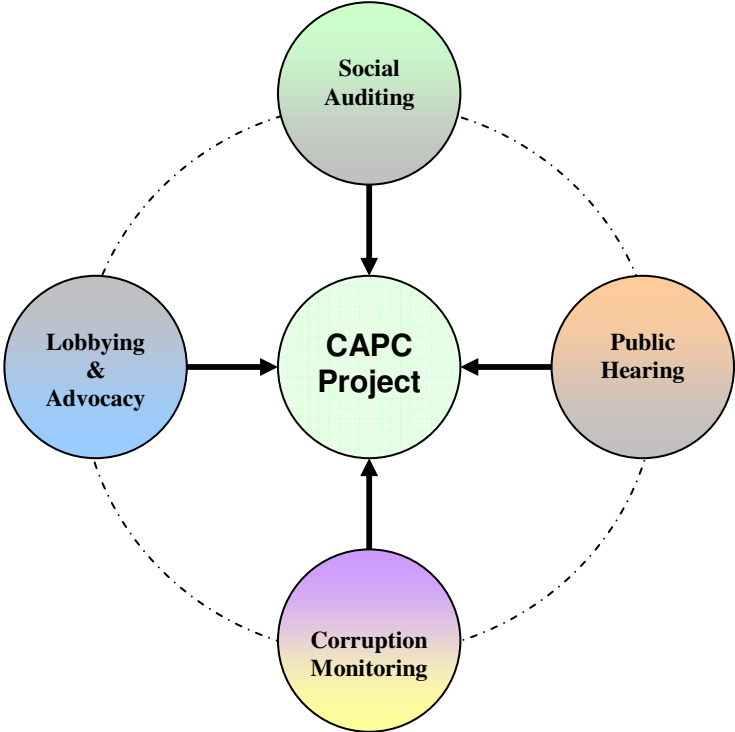 Social
Auditing
Lobbying
&
Advocacy
CAPC
Project
Public
Hearing
Corruption
Monitoring